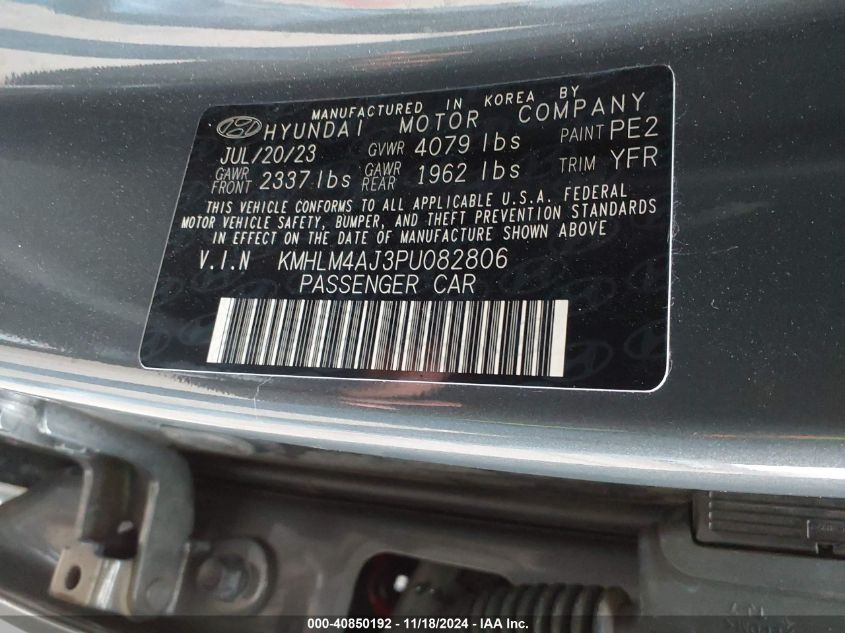 MANUFACTURED IN KOREA BY
HYUNDAI MOTOR COMPANY
JUL/20/23 GVWR 4079 lbs PAINT PE2
GAWR FRONT 2337 lbs GAWR REAR 1962 lbs TRIM YFR
THIS VEHICLE CONFORMS TO ALL APPLICABLE U.S.A. FEDERAL
MOTOR VEHICLE SAFETY, BUMPER, AND THEFT PREVENTION STANDARDS
IN EFFECT ON THE DATE OF MANUFACTURE SHOWN ABOVE
V.I.N KMHLM4AJ3PU082806
PASSENGER CAR
000-40850192 - 11/18/2024 - IAA Inc.